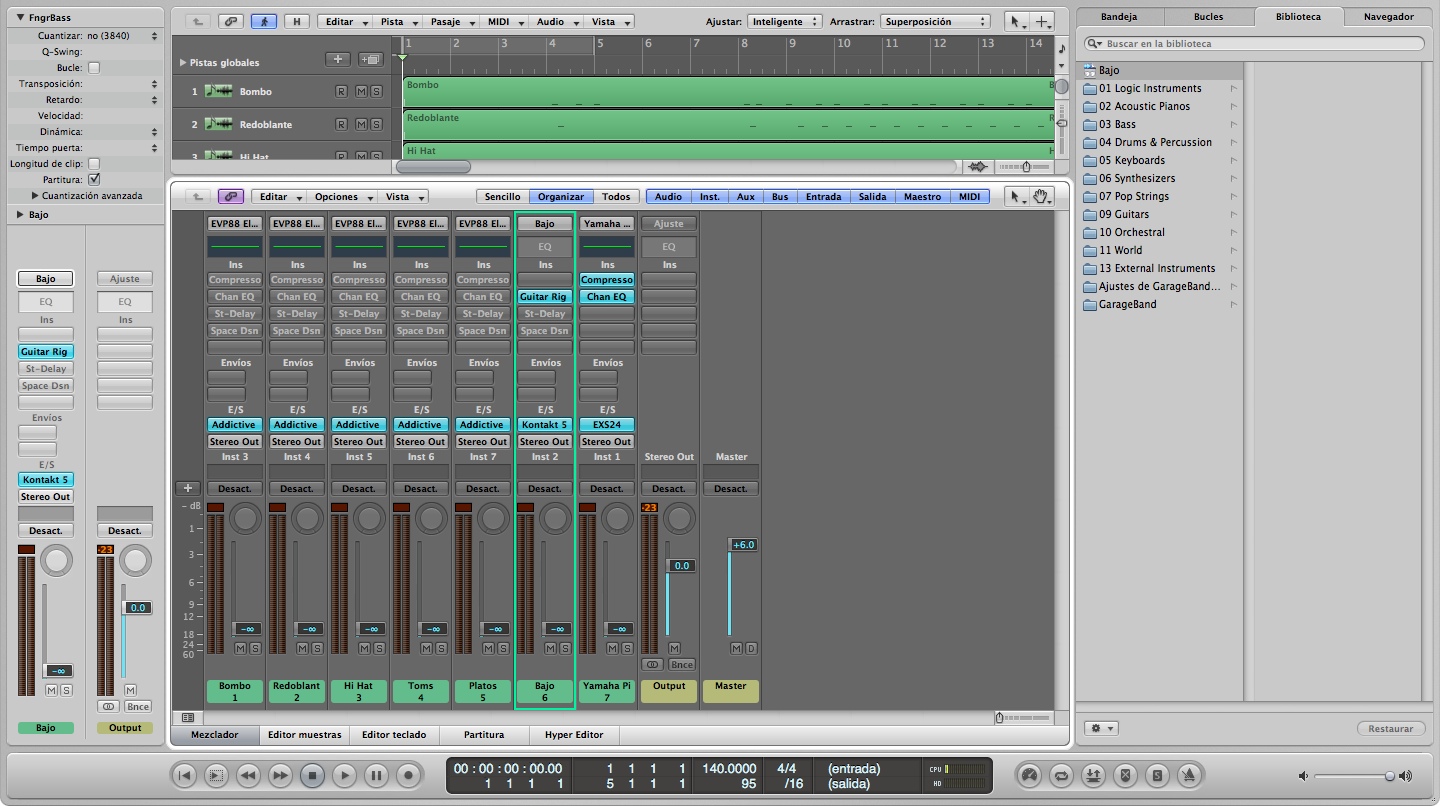 FngrBass
Cuantizar: no (3840)
Q-Swing:
Bucle:
Transposición:
Retardo:
Velocidad:
Dinámica:
Tiempo puerta:
Longitud de clip:
Partitura:
Cuantización avanzada
Bajo
Bajo Ajuste
EQ EQ
Ins Ins
Guitar Rig
St-Delay
Space Dsn
Envíos
E/S
Kontakt 5
Stereo Out
Desact. Desact.
-23
0.0
-∞
M S M
Bnce
Bajo Output
H Editar Pista Pasaje MIDI Audio Vista Ajustar: Inteligente Arrastrar: Superposición
Pistas globales
1 2 3 4 5 6 7 8 9 10 11 12 13 14
1 Bombo R M S Bombo B
2 Redoblante R M S Redoblante R
3 Hi Hat R M S Hi Hat H
Editar Opciones Vista Sencillo Organizar Todos Audio Inst. Aux Bus Entrada Salida Maestro MIDI
EVP88 El... EVP88 El... EVP88 El... EVP88 El... EVP88 El... Bajo Yamaha ... Ajuste
EQ EQ
Ins Ins Ins Ins Ins Ins Ins Ins
Compresso Compresso Compresso Compresso Compresso Compresso
Chan EQ Chan EQ Chan EQ Chan EQ Chan EQ Guitar Rig Chan EQ
St-Delay St-Delay St-Delay St-Delay St-Delay St-Delay
Space Dsn Space Dsn Space Dsn Space Dsn Space Dsn Space Dsn
Envíos Envíos Envíos Envíos Envíos Envíos Envíos
E/S E/S E/S E/S E/S E/S E/S
Addictive Addictive Addictive Addictive Addictive Kontakt 5 EXS24
Stereo Out Stereo Out Stereo Out Stereo Out Stereo Out Stereo Out Stereo Out
Inst 3 Inst 4 Inst 5 Inst 6 Inst 7 Inst 2 Inst 1 Stereo Out Master
Desact. Desact. Desact. Desact. Desact. Desact. Desact. Desact. Desact.
- dB
1
3
6
9
12
18
24
60
-23
+6.0
0.0
-∞ -∞ -∞ -∞ -∞ -∞ -∞
M S M S M S M S M S M S M S M M D
Bnce
Bombo Redoblant Hi Hat Toms Platos Bajo Yamaha Pi Output Master
1 2 3 4 5 6 7
Mezclador Editor muestras Editor teclado Partitura Hyper Editor
Bandeja Bucles Biblioteca Navegador
Buscar en la biblioteca
Bajo
01 Logic Instruments
02 Acoustic Pianos
03 Bass
04 Drums & Percussion
05 Keyboards
06 Synthesizers
07 Pop Strings
09 Guitars
10 Orchestral
11 World
13 External Instruments
Ajustes de GarageBand...
GarageBand
Restaurar
00 : 00 : 00 : 00.00 1 1 1 1 140.0000 4/4 (entrada) CPU
1 1 1 1 5 1 1 1 95 /16 (salida) HD
S